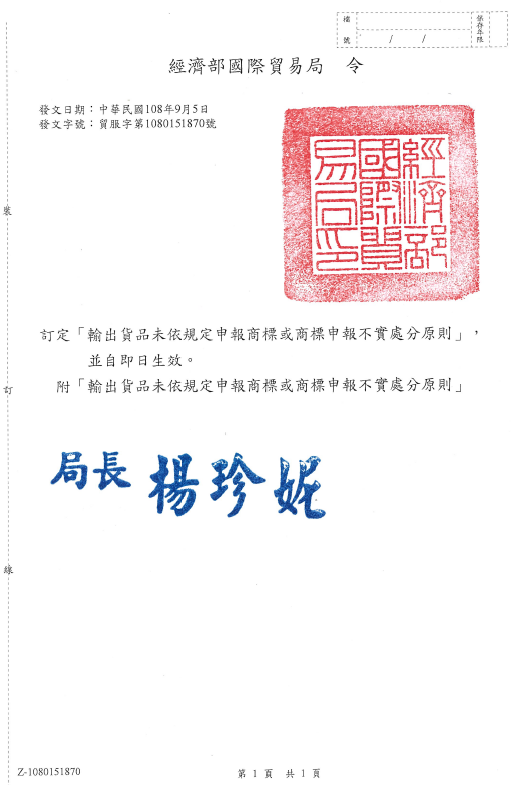 檔
號
/ /
保存年限
經濟部國際貿易局 令
發文日期：中華民國108年9月5日
發文字號：貿服字第1080151870號
經濟部
國際貿
易局印
裝
訂定「輸出貨品未依規定申報商標或商標申報不實處分原則」，
並自即日生效。
訂
附「輸出貨品未依規定申報商標或商標申報不實處分原則」
局長 楊珍妮
線
Z-1080151870
第 1 頁 共 1 頁